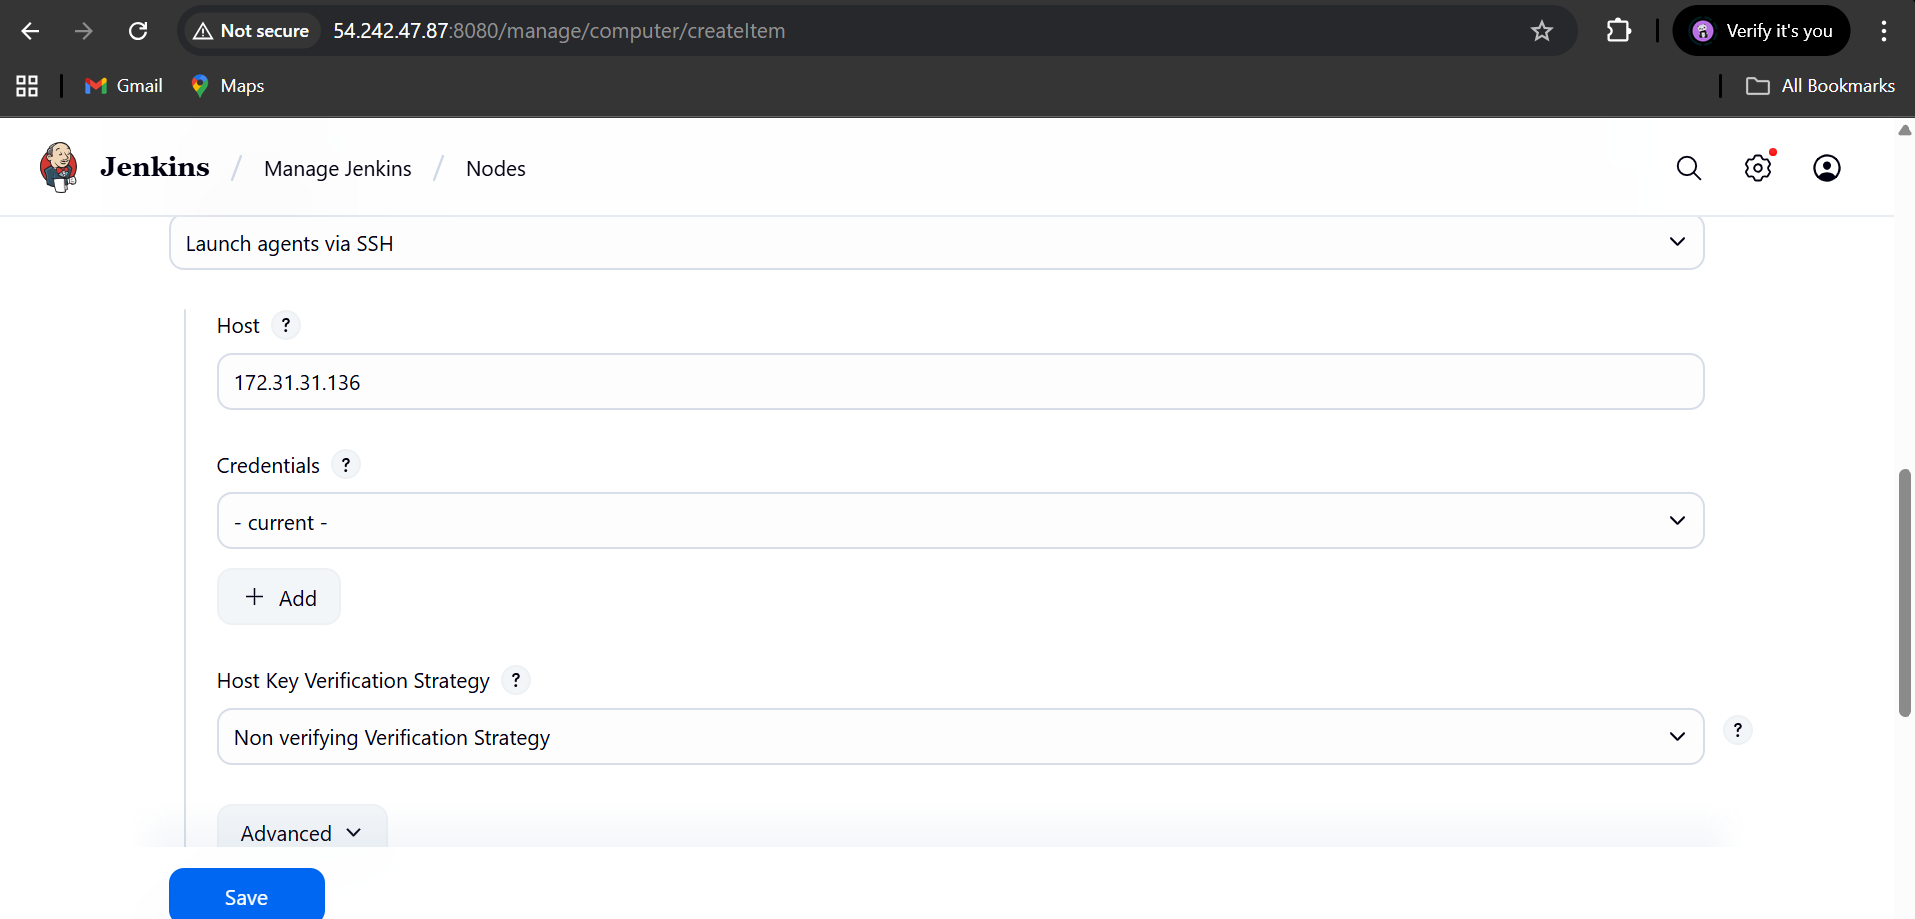 Not secure 54.242.47.87:8080/manage/computer/createItem Verify it's you
Gmail Maps All Bookmarks
Jenkins / Manage Jenkins / Nodes
Launch agents via SSH
Host ?
172.31.31.136
Credentials ?
- current -
+ Add
Host Key Verification Strategy ?
Non verifying Verification Strategy ?
Advanced
Save